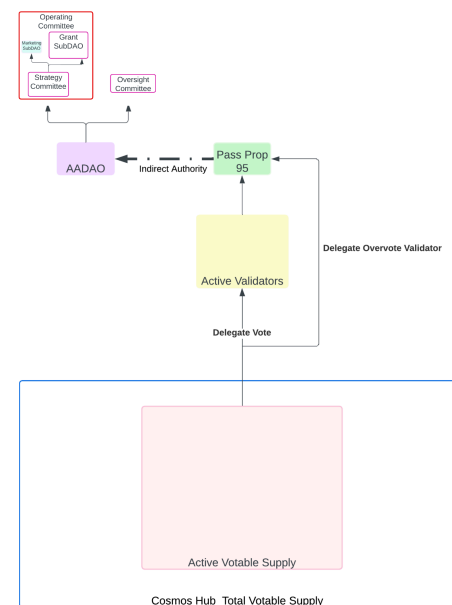 Operating
Committee
Grant
SubDAO
Marketing
SubDAO
Strategy
Committee
Oversight
Committee
AADAO
Indirect Authority
Pass Prop
95
Active Validators
Delegate Overvote Validator
Delegate Vote
Active Votable Supply
Cosmos Hub Total Votable Supply